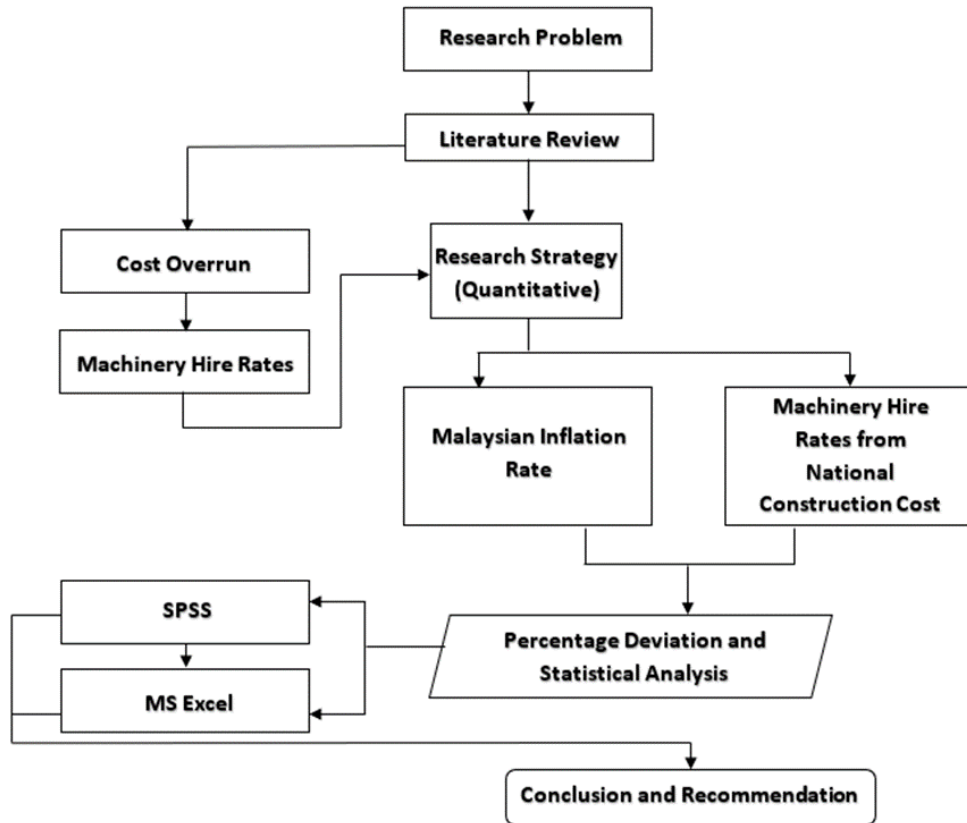 Research Problem
Literature Review
Cost Overrun
Machinery Hire Rates
Research Strategy
(Quantitative)
Malaysian Inflation
Rate
Machinery Hire
Rates from
National
Construction Cost
Percentage Deviation and
Statistical Analysis
SPSS
MS Excel
Conclusion and Recommendation